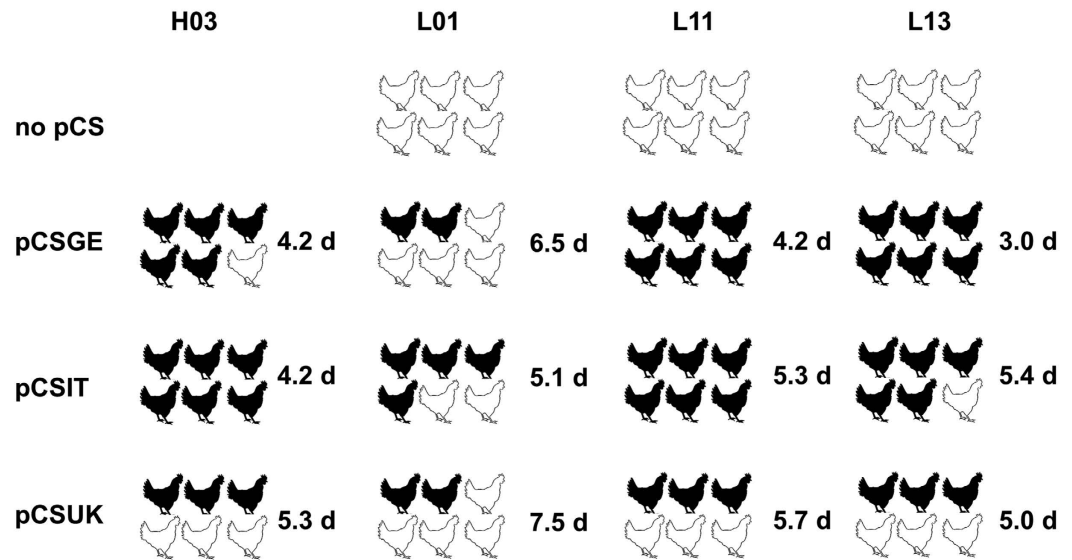 H03 L01 L11 L13
no pCS
pCSGE 4.2 d 6.5 d 4.2 d 3.0 d
pCSIT 4.2 d 5.1 d 5.3 d 5.4 d
pCSUK 5.3 d 7.5 d 5.7 d 5.0 d